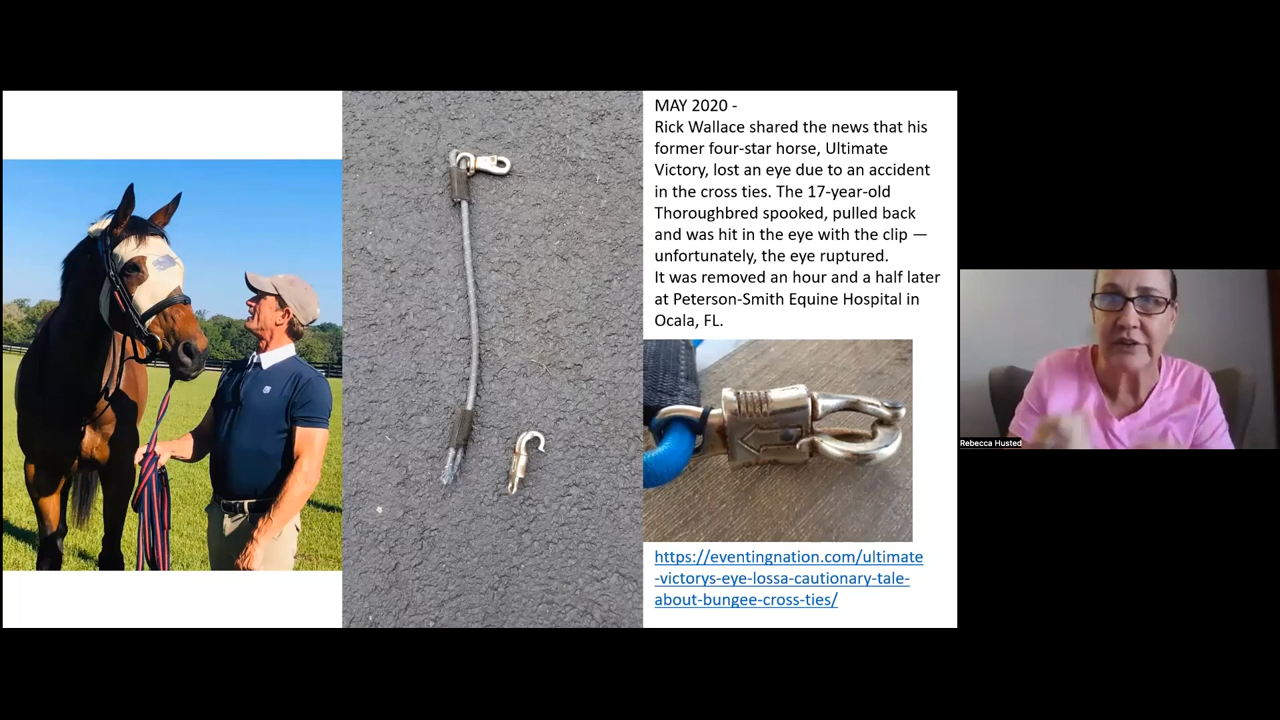 MAY 2020 -
Rick Wallace shared the news that his
former four-star horse, Ultimate
Victory, lost an eye due to an accident
in the cross ties. The 17-year-old
Thoroughbred spooked, pulled back
and was hit in the eye with the clip —
unfortunately, the eye ruptured.
It was removed an hour and a half later
at Peterson-Smith Equine Hospital in
Ocala, FL.
https://eventingnation.com/ultimate
-victorys-eye-lossa-cautionary-tale-
about-bungee-cross-ties/
Rebecca Husted